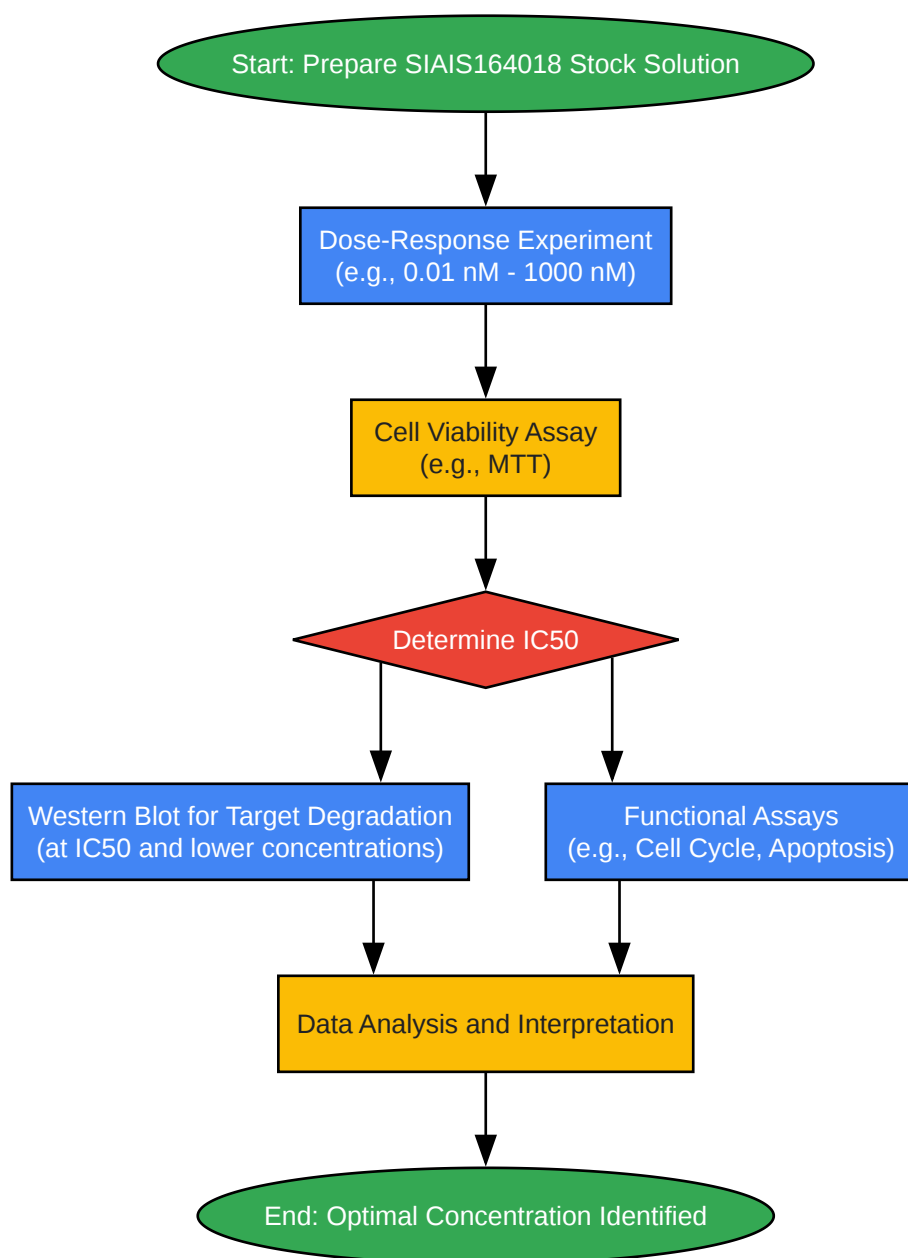 Start: Prepare SIAIS164018 Stock Solution
Dose-Response Experiment
(e.g., 0.01 nM - 1000 nM)
Cell Viability Assay
(e.g., MTT)
Determine IC50
Western Blot for Target Degradation
(at IC50 and lower concentrations)
Functional Assays
(e.g., Cell Cycle, Apoptosis)
Data Analysis and Interpretation
End: Optimal Concentration Identified